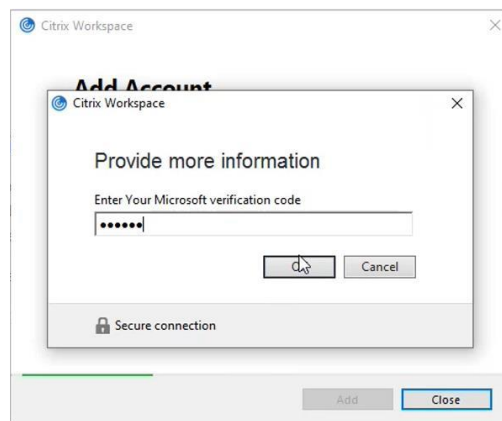 Citrix Workspace
Add Account
Citrix Workspace
Provide more information
Enter Your Microsoft verification code
••••••
Cancel
Secure connection
Add
Close